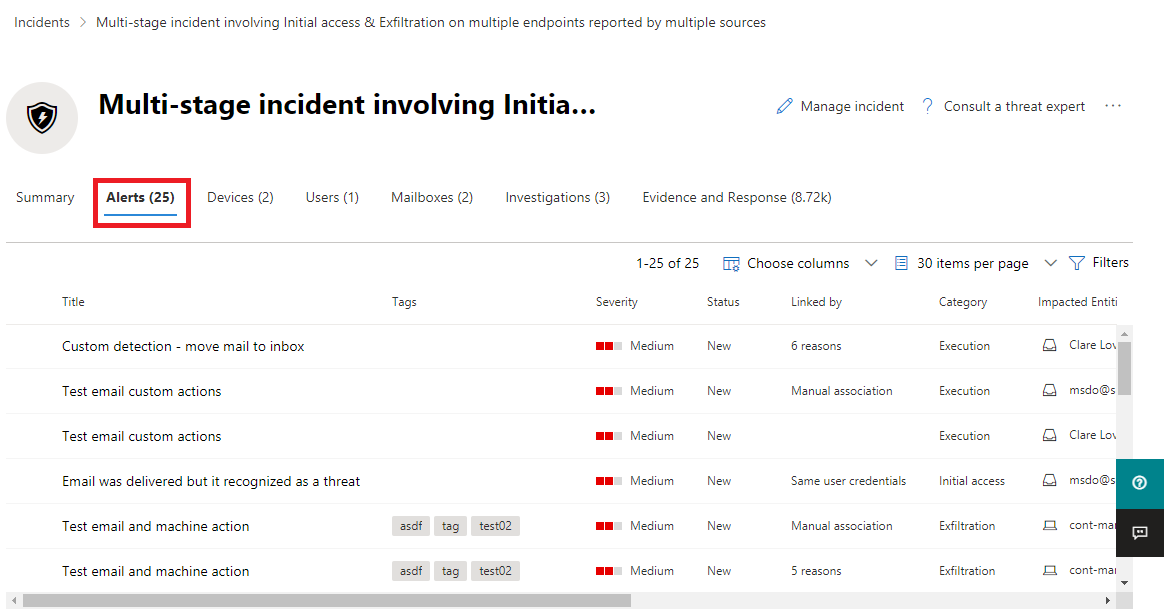 Incidents > Multi-stage incident involving Initial access & Exfiltration on multiple endpoints reported by multiple sources
Multi-stage incident involving Initia...
Manage incident ? Consult a threat expert ...
Summary Alerts (25) Devices (2) Users (1) Mailboxes (2) Investigations (3) Evidence and Response (8.72k)
1-25 of 25 Choose columns 30 items per page Filters
Title Tags Severity Status Linked by Category Impacted Entiti
Custom detection - move mail to inbox Medium New 6 reasons Execution Clare Lov
Test email custom actions Medium New Manual association Execution msdo@s
Test email custom actions Medium New Execution Clare Lov
Email was delivered but it recognized as a threat Medium New Same user credentials Initial access msdo@s
Test email and machine action asdf tag test02 Medium New Manual association Exfiltration cont-mar
Test email and machine action asdf tag test02 Medium New 5 reasons Exfiltration cont-mar